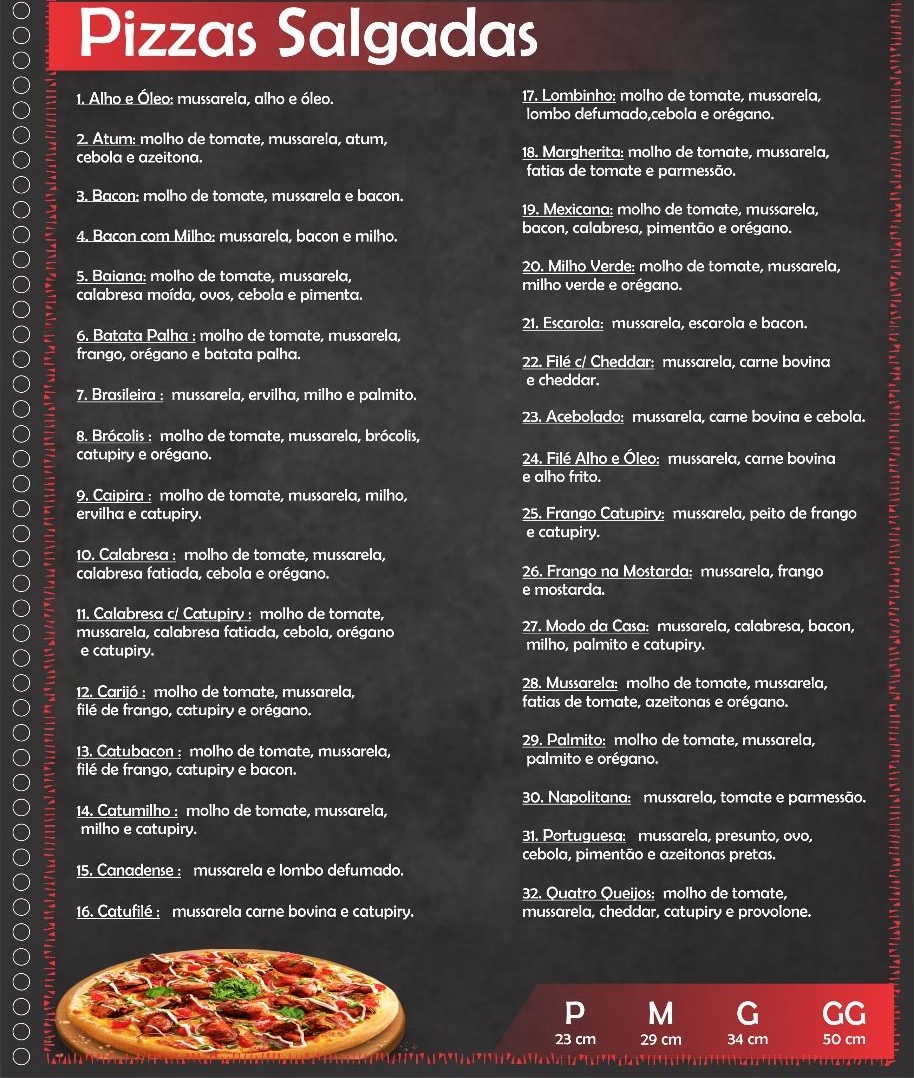 Pizzas Salgadas
1. Alho e Óleo: mussarela, alho e óleo.
2. Atum: molho de tomate, mussarela, atum,
cebola e azeitona.
3. Bacon: molho de tomate, mussarela e bacon.
4. Bacon com Milho: mussarela, bacon e milho.
5. Baiana: molho de tomate, mussarela,
calabresa moída, ovos, cebola e pimenta.
6. Batata Palha : molho de tomate, mussarela,
frango, orégano e batata palha.
7. Brasileira : mussarela, ervilha, milho e palmito.
8. Brócolis : molho de tomate, mussarela, brócolis,
catupiry e orégano.
9. Caipira : molho de tomate, mussarela, milho,
ervilha e catupiry.
10. Calabresa : molho de tomate, mussarela,
calabresa fatiada, cebola e orégano.
11. Calabresa c/ Catupiry : molho de tomate,
mussarela, calabresa fatiada, cebola, orégano
e catupiry.
12. Carijó : molho de tomate, mussarela,
filé de frango, catupiry e orégano.
13. Catubacon : molho de tomate, mussarela,
filé de frango, catupiry e bacon.
14. Catumilho : molho de tomate, mussarela,
milho e catupiry.
15. Canadense : mussarela e lombo defumado.
16. Catufilé : mussarela carne bovina e catupiry.
17. Lombinho: molho de tomate, mussarela,
lombo defumado,cebola e orégano.
18. Margherita: molho de tomate, mussarela,
fatias de tomate e parmessão.
19. Mexicana: molho de tomate, mussarela,
bacon, calabresa, pimentão e orégano.
20. Milho Verde: molho de tomate, mussarela,
milho verde e orégano.
21. Escarola: mussarela, escarola e bacon.
22. Filé c/ Cheddar: mussarela, carne bovina
e cheddar.
23. Acebolado: mussarela, carne bovina e cebola.
24. Filé Alho e Óleo: mussarela, carne bovina
e alho frito.
25. Frango Catupiry: mussarela, peito de frango
e catupiry.
26. Frango na Mostarda: mussarela, frango
e mostarda.
27. Modo da Casa: mussarela, calabresa, bacon,
milho, palmito e catupiry.
28. Mussarela: molho de tomate, mussarela,
fatias de tomate, azeitonas e orégano.
29. Palmito: molho de tomate, mussarela,
palmito e orégano.
30. Napolitana: mussarela, tomate e parmessão.
31. Portuguesa: mussarela, presunto, ovo,
cebola, pimentão e azeitonas pretas.
32. Quatro Queijos: molho de tomate,
mussarela, cheddar, catupiry e provolone.
P M G GG
23 cm 29 cm 34 cm 50 cm